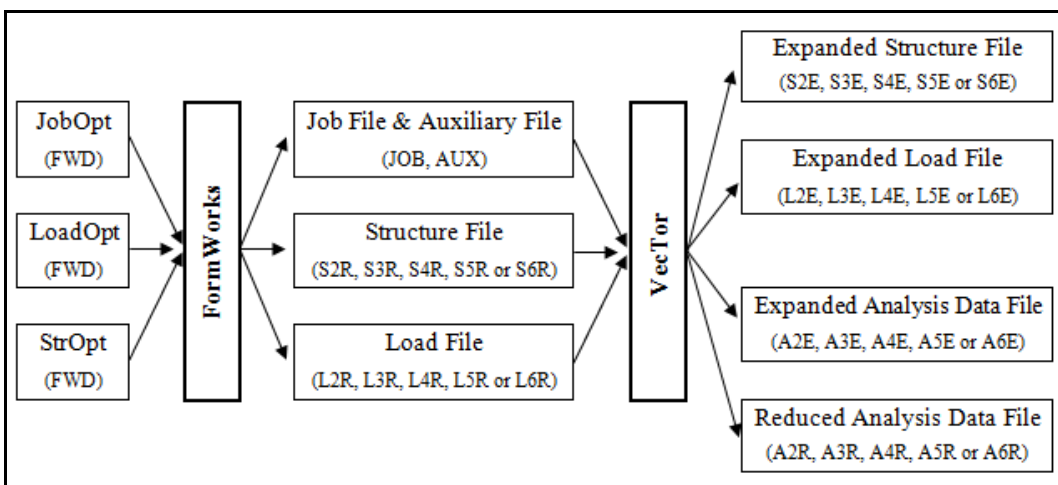 JobOpt
(FWD)
LoadOpt
(FWD)
StrOpt
(FWD)
FormWorks
Job File & Auxiliary File
(JOB, AUX)
Structure File
(S2R, S3R, S4R, S5R or S6R)
Load File
(L2R, L3R, L4R, L5R or L6R)
VecTor
Expanded Structure File
(S2E, S3E, S4E, S5E or S6E)
Expanded Load File
(L2E, L3E, L4E, L5E or L6E)
Expanded Analysis Data File
(A2E, A3E, A4E, A5E or A6E)
Reduced Analysis Data File
(A2R, A3R, A4R, A5R or A6R)